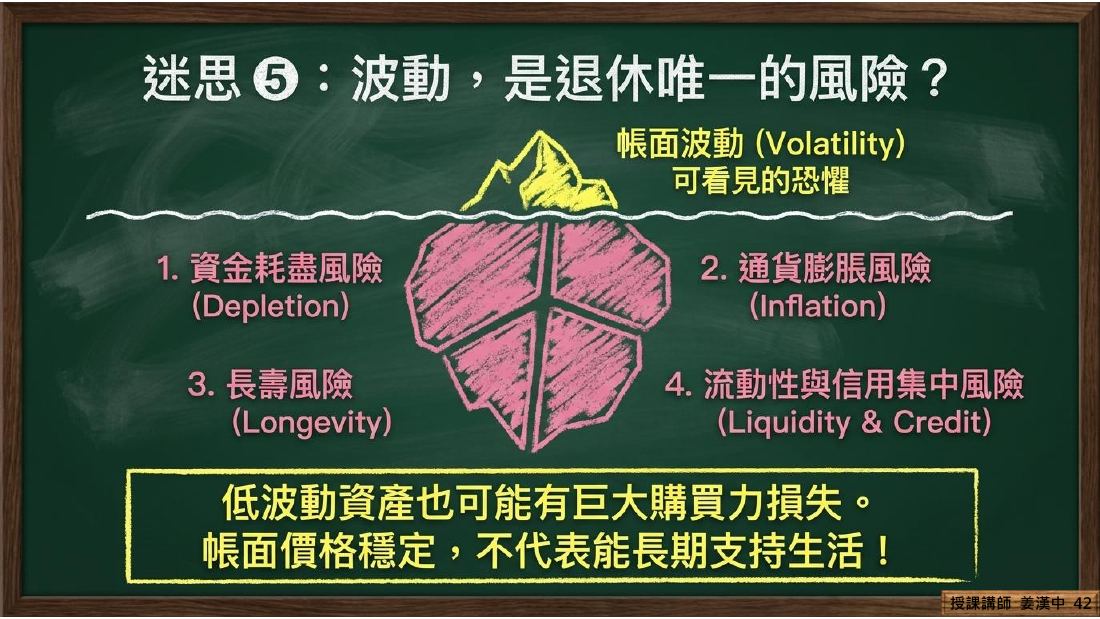 迷思 ❺：波動，是退休唯一的風險？
帳面波動 (Volatility)
可看見的恐懼
1. 資金耗盡風險
(Depletion)
2. 通貨膨脹風險
(Inflation)
3. 長壽風險
(Longevity)
4. 流動性與信用集中風險
(Liquidity & Credit)
低波動資產也可能有巨大購買力損失。
帳面價格穩定，不代表能長期支持生活！
授課講師 姜漢中 42